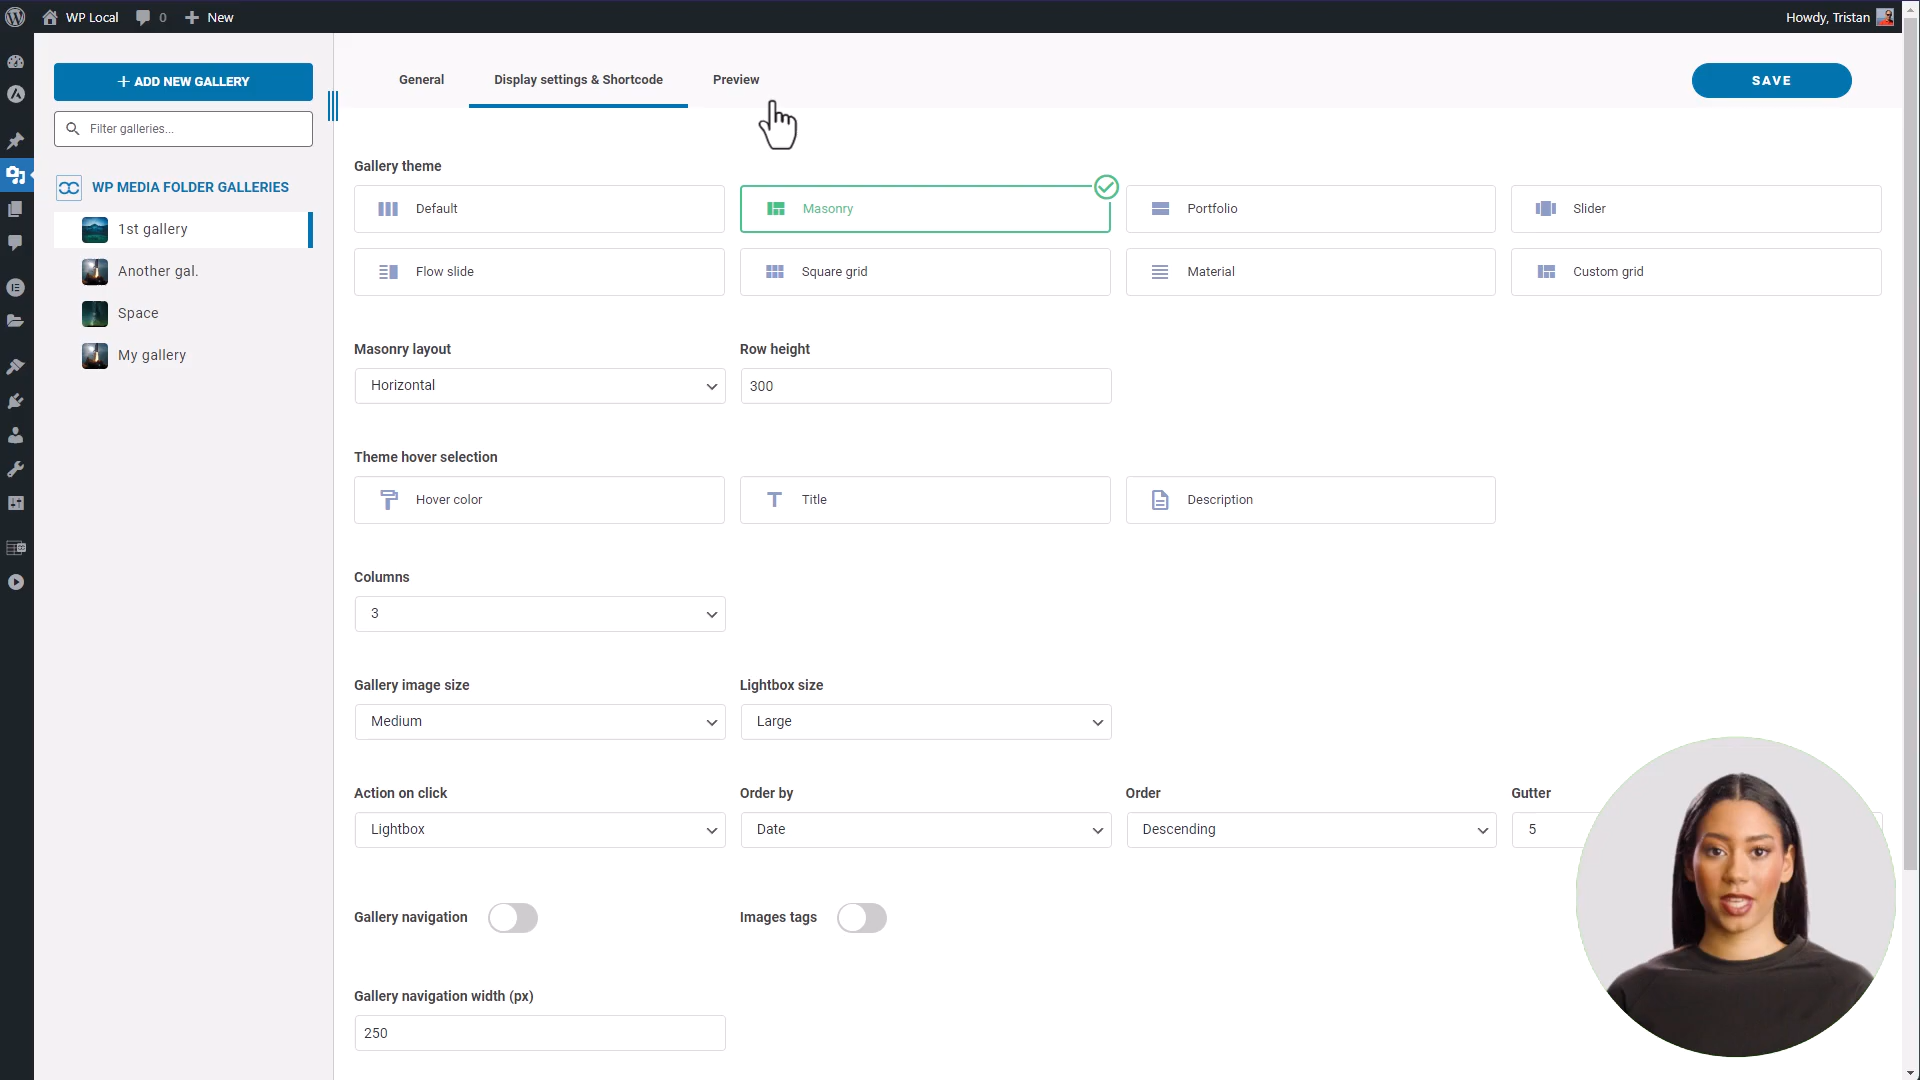 WP Local
0
New
Howdy, Tristan
ADD NEW GALLERY
Filter galleries...
WP MEDIA FOLDER GALLERIES
1st gallery
Another gal.
Space
My gallery
General
Display settings & Shortcode
Preview
SAVE
Gallery theme
Default
Masonry
Portfolio
Slider
Flow slide
Square grid
Material
Custom grid
Masonry layout
Row height
Horizontal
300
Theme hover selection
Hover color
Title
Description
Columns
3
Gallery image size
Lightbox size
Medium
Large
Action on click
Order by
Order
Gutter
Lightbox
Date
Descending
5
Gallery navigation
Images tags
Gallery navigation width (px)
250